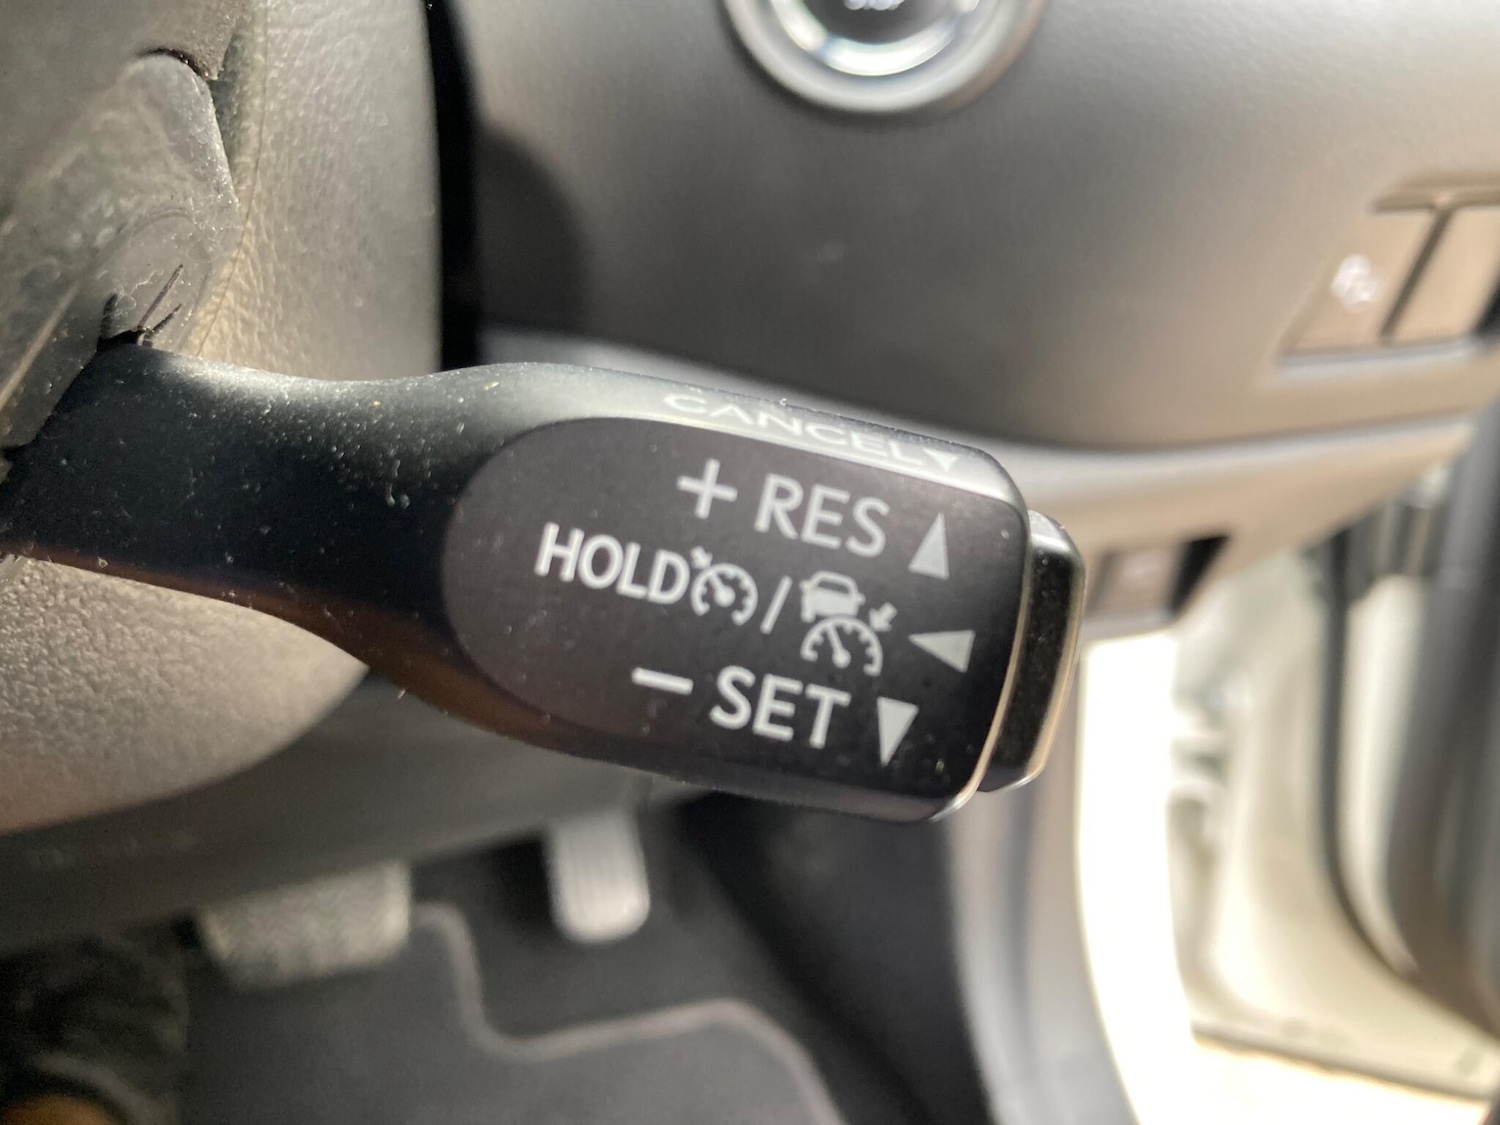 CANCEL
+ RES
HOLD /
− SET